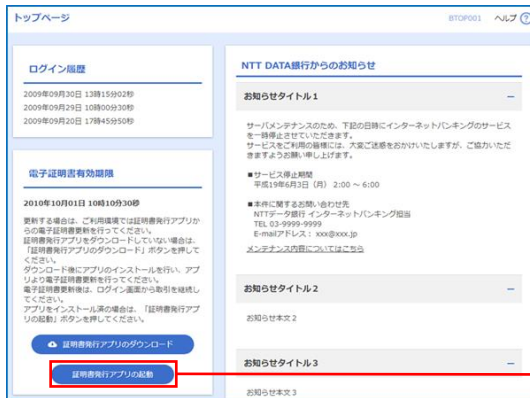 トップページ
BTOP001 ヘルプ ?
ログイン履歴
2009年09月30日 13時15分02秒
2009年09月29日 10時00分30秒
2009年09月20日 17時45分50秒
電子証明書有効期限
2010年10月01日 10時10分30秒
更新する場合は、ご利用環境では証明書発行アプリか
らの電子証明書更新を行ってください。
証明書発行アプリをダウンロードしていない場合は、
「証明書発行アプリのダウンロード」ボタンを押して
ください。
ダウンロード後にアプリのインストールを行い、アプ
リより電子証明書更新を行ってください。
電子証明書更新後は、ログイン画面から取引を継続し
てください。
アプリをインストール済の場合は、「証明書発行アプ
リの起動」ボタンを押してください。
証明書発行アプリのダウンロード
証明書発行アプリの起動
NTT DATA銀行からのお知らせ
お知らせタイトル1
サーバメンテナンスのため、下記の日時にインターネットバンキングのサービス
を一時停止させていただきます。
サービスをご利用の皆様には、大変ご迷惑をおかけいたしますが、ご協力いただ
きますようお願い申し上げます。
■サービス停止期間
平成19年6月3日（月） 2:00 ～ 6:00
■本件に関するお問い合わせ先
NTTデータ銀行 インターネットバンキング担当
TEL 03-9999-9999
E-mailアドレス： xxx@xxx.jp
メンテナンス内容についてはこちら
お知らせタイトル2
お知らせ本文2
お知らせタイトル3
お知らせ本文3